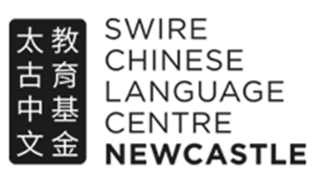 太古中文
教育基金
SWIRE
CHINESE
LANGUAGE
CENTRE
NEWCASTLE